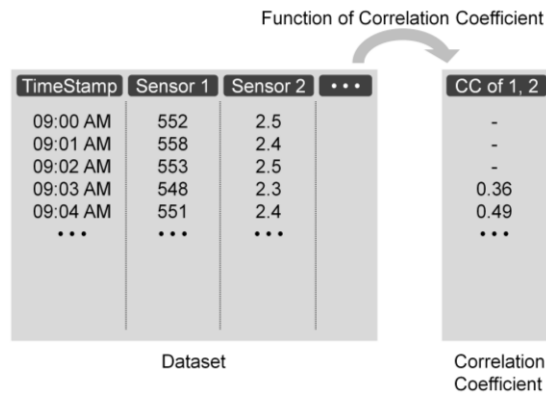 Function of Correlation Coefficient
TimeStamp Sensor 1 Sensor 2 ••• CC of 1, 2
09:00 AM 552 2.5 -
09:01 AM 558 2.4 -
09:02 AM 553 2.5 -
09:03 AM 548 2.3 0.36
09:04 AM 551 2.4 0.49
••• ••• ••• •••
Dataset Correlation
Coefficient